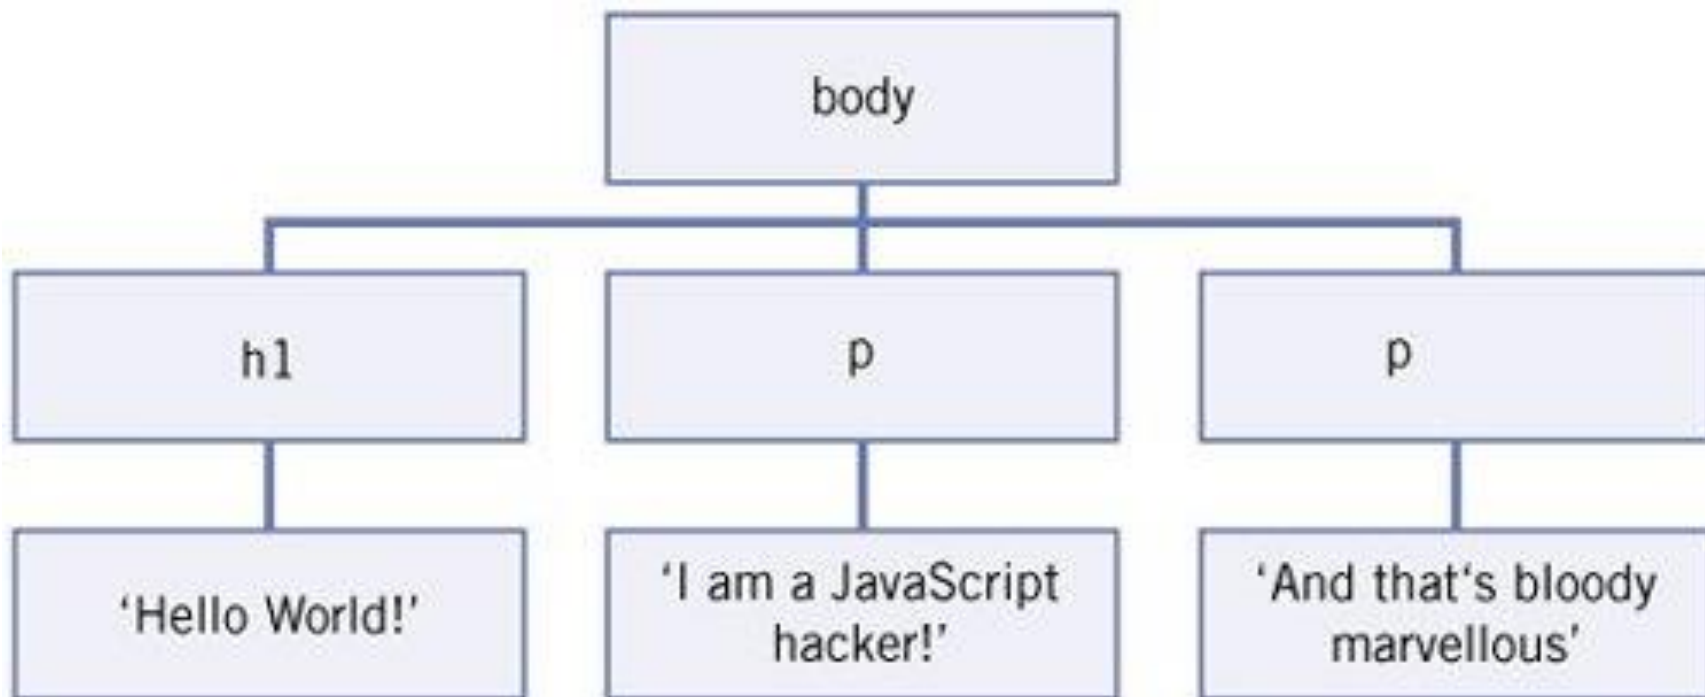 body
h1
p
p
‘Hello World!’
‘I am a JavaScript
hacker!’
‘And that‘s bloody
marvellous’